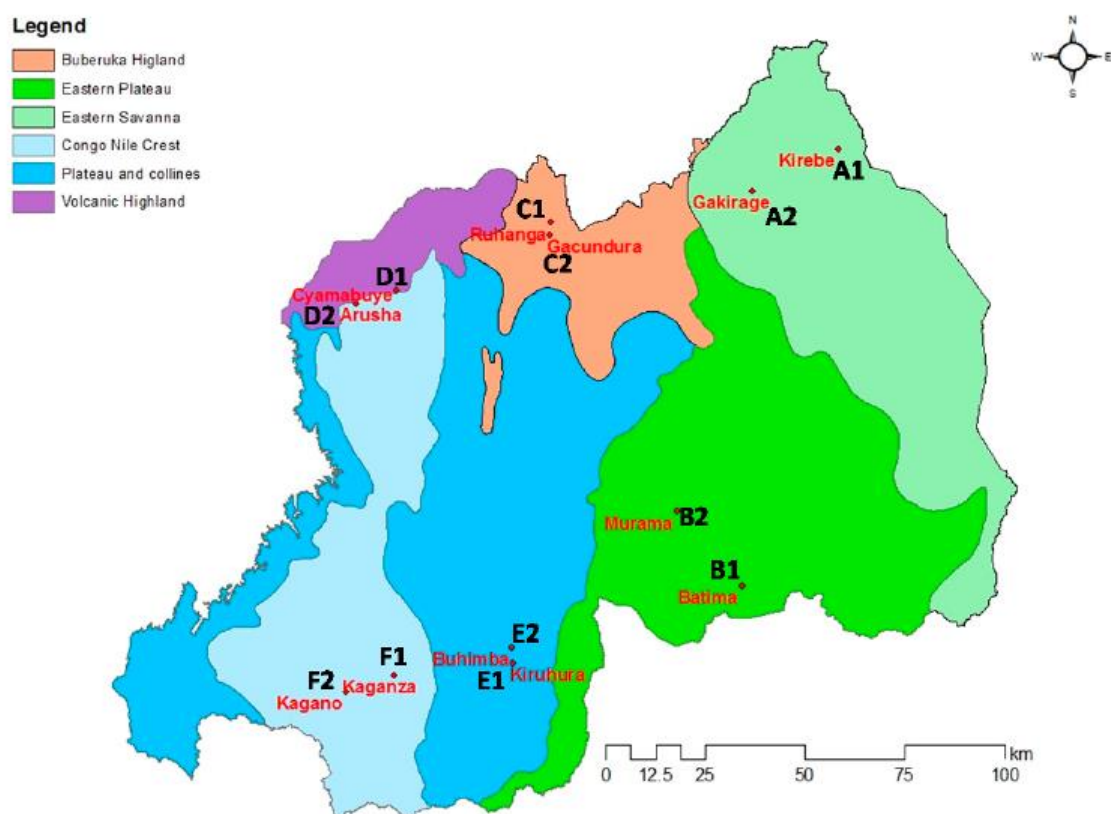 Legend
Buberuka Higland
Eastern Plateau
Eastern Savanna
Congo Nile Crest
Plateau and collines
Volcanic Highland
N
W
E
S
Kirebe
A1
Gakirage
A2
C1
Ruhanga
Gacundura
C2
D1
Cyamabuye
D2
Arusha
Murama
B2
B1
Batima
E2
Buhimba
Kiruhura
E1
F1
F2
Kaganza
Kagano
km
0 12.5 25 50 75 100